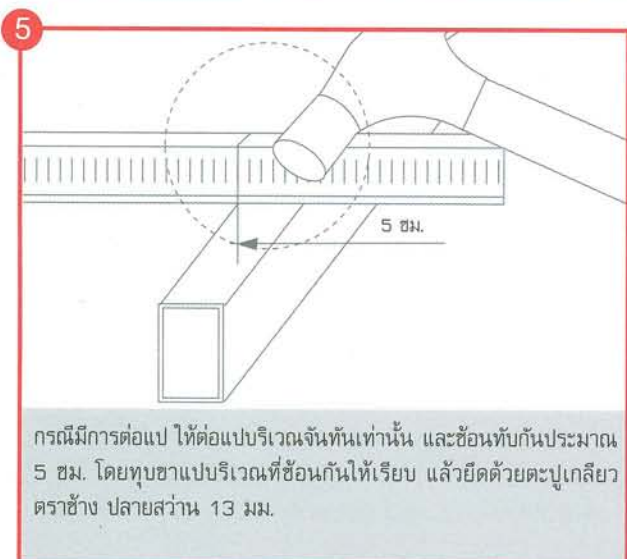 5
5 ซม.
กรณีมีการต่อแป ให้ต่อแปบริเวณจันทันเท่านั้น และซ้อนทับกันประมาณ
5 ซม. โดยทุบขาแปบริเวณที่ซ้อนกันให้เรียบ แล้วยึดด้วยตะปูเกลียว
ตราช้าง ปลายสว่าน 13 มม.